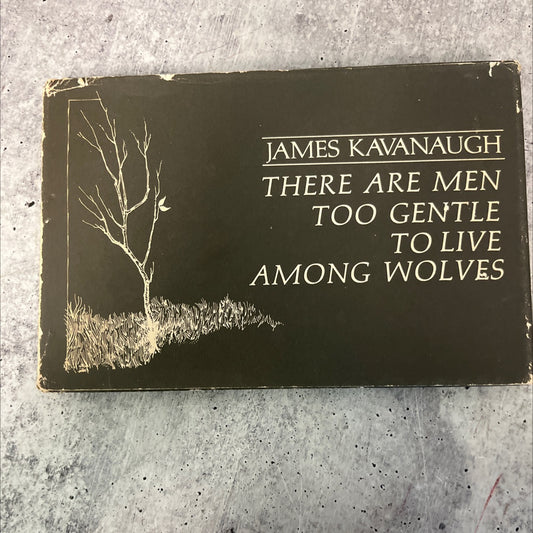 JAMES KAVANAUGH
THERE ARE MEN
TOO GENTLE
TO LIVE
AMONG WOLVES